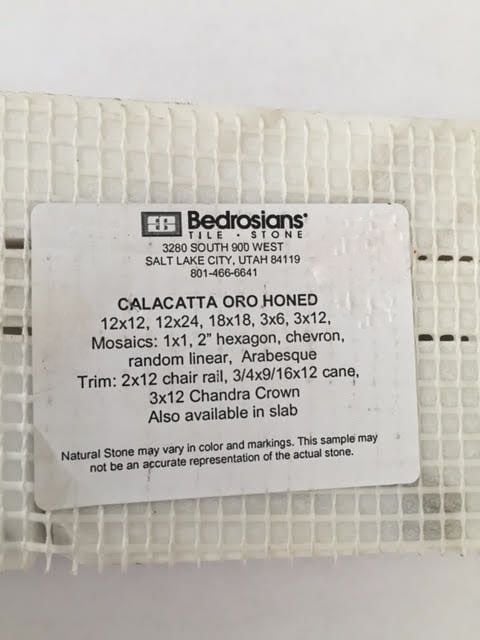 Bedrosians®
TILE · STONE
3280 SOUTH 900 WEST
SALT LAKE CITY, UTAH 84119
801-466-6641
CALACATTA ORO HONED
12x12, 12x24, 18x18, 3x6, 3x12,
Mosaics: 1x1, 2" hexagon, chevron,
random linear, Arabesque
Trim: 2x12 chair rail, 3/4x9/16x12 cane,
3x12 Chandra Crown
Also available in slab
Natural Stone may vary in color and markings. This sample may
not be an accurate representation of the actual stone.